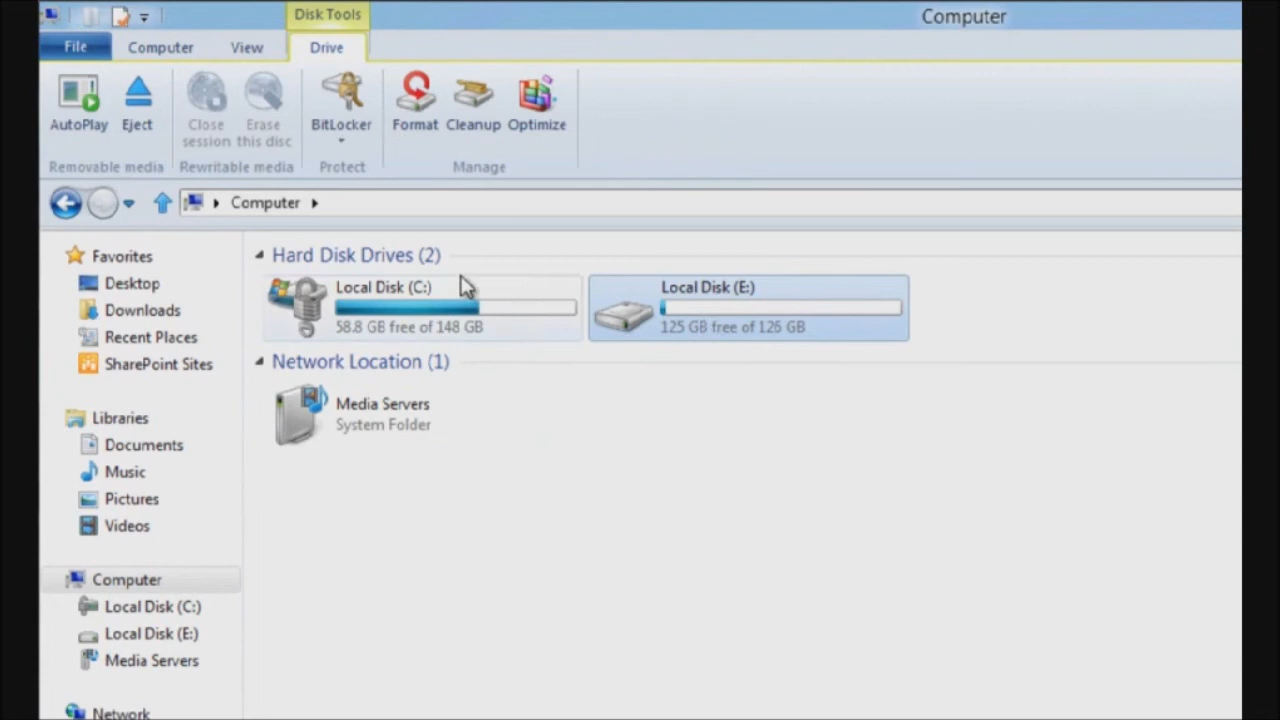 Disk Tools
Computer
File
Computer
View
Drive
AutoPlay
Eject
Close session
Erase this disc
BitLocker
Format
Cleanup
Optimize
Removable media
Rewritable media
Protect
Manage
Computer
Favorites
Desktop
Downloads
Recent Places
SharePoint Sites
Libraries
Documents
Music
Pictures
Videos
Computer
Local Disk (C:)
Local Disk (E:)
Media Servers
Network
Hard Disk Drives (2)
Local Disk (C:)
58.8 GB free of 148 GB
Local Disk (E:)
125 GB free of 126 GB
Network Location (1)
Media Servers
System Folder